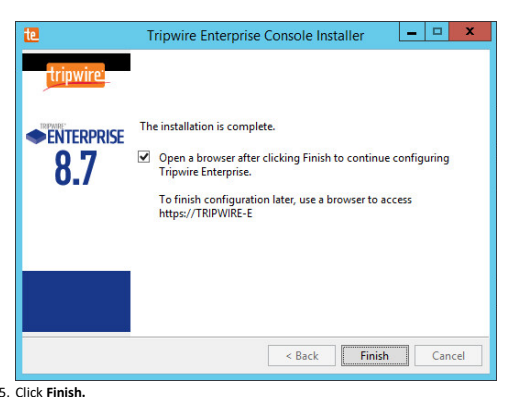 te
Tripwire Enterprise Console Installer
tripwire
TRIPWIRE
ENTERPRISE
8.7
The installation is complete.
Open a browser after clicking Finish to continue configuring
Tripwire Enterprise.
To finish configuration later, use a browser to access
https://TRIPWIRE-E
< Back
Finish
Cancel
5. Click Finish.